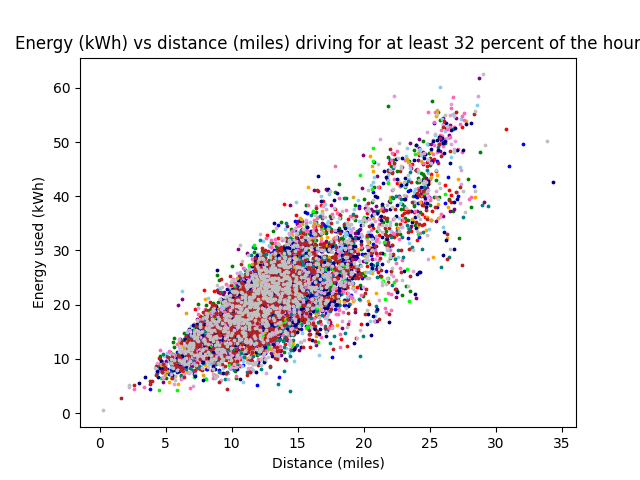 Energy (kWh) vs distance (miles) driving for at least 32 percent of the hour
60
50
40
30
20
10
0
Energy used (kWh)
0 5 10 15 20 25 30 35
Distance (miles)